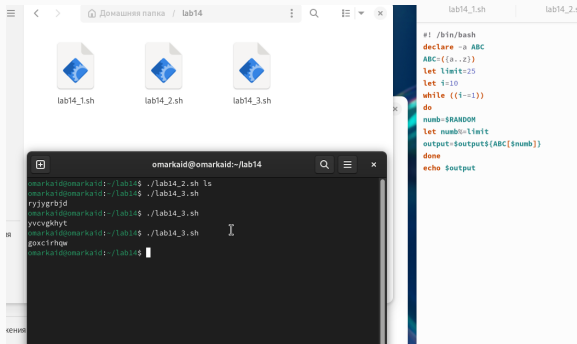 Домашняя папка / lab14
lab14_1.sh
lab14_2.sh
lab14_3.sh
omarkaid@omarkaid:~/lab14
omarkaid@omarkaid:~/lab14$ ./lab14_2.sh ls
omarkaid@omarkaid:~/lab14$ ./lab14_3.sh
ryjygrbjd
omarkaid@omarkaid:~/lab14$ ./lab14_3.sh
yvcvgkhyt
omarkaid@omarkaid:~/lab14$ ./lab14_3.sh
goxcirhqw
omarkaid@omarkaid:~/lab14$
lab14_1.sh
lab14_2.s
#! /bin/bash
declare -a ABC
ABC=({a..z})
let limit=25
let i=10
while ((i-=1))
do
numb=$RANDOM
let numb%=limit
output=$output${ABC[$numb]}
done
echo $output